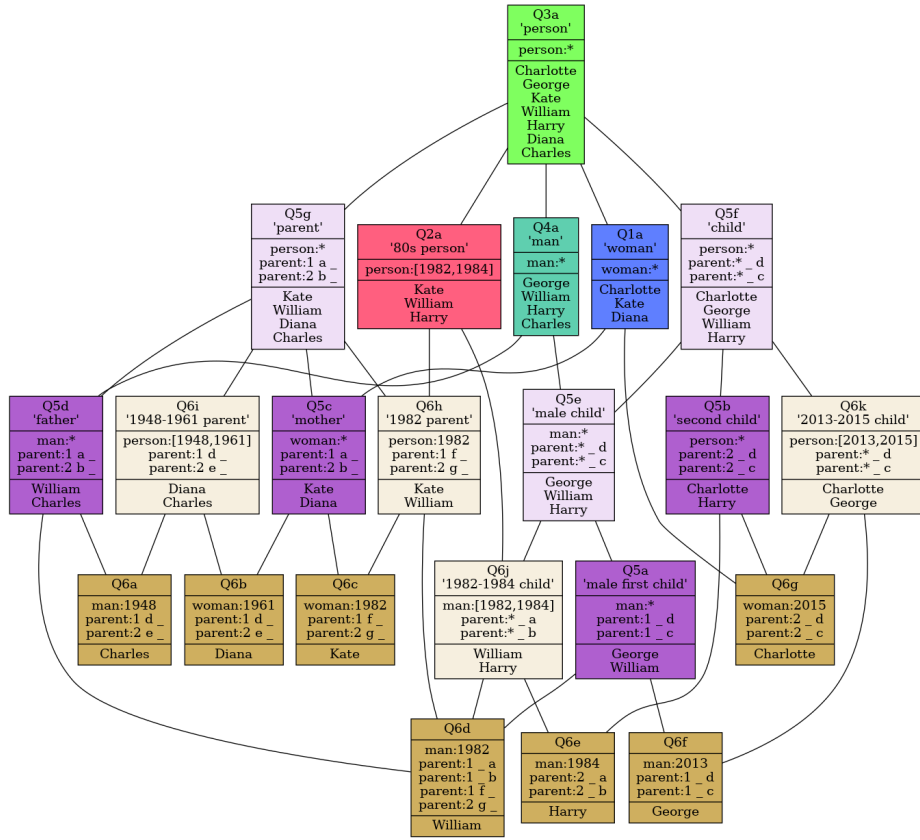 Q3a
'person'
person:*
Charlotte
George
Kate
William
Harry
Diana
Charles
Q5g
'parent'
person:*
parent:1 a _
parent:2 b _
Kate
William
Diana
Charles
Q2a
'80s person'
person:[1982,1984]
Kate
William
Harry
Q4a
'man'
man:*
George
William
Harry
Charles
Q1a
'woman'
woman:*
Charlotte
Kate
Diana
Q5f
'child'
person:*
parent:* _ d
parent:* _ c
Charlotte
George
William
Harry
Q5d
'father'
man:*
parent:1 a _
parent:2 b _
William
Charles
Q6i
'1948-1961 parent'
person:[1948,1961]
parent:1 d _
parent:2 e _
Diana
Charles
Q5c
'mother'
woman:*
parent:1 a _
parent:2 b _
Kate
Diana
Q6h
'1982 parent'
person:1982
parent:1 f _
parent:2 g _
Kate
William
Q5e
'male child'
man:*
parent:* _ d
parent:* _ c
George
William
Harry
Q5b
'second child'
person:*
parent:2 _ d
parent:2 _ c
Charlotte
Harry
Q6k
'2013-2015 child'
person:[2013,2015]
parent:* _ d
parent:* _ c
Charlotte
George
Q6a
man:1948
parent:1 d _
parent:2 e _
Charles
Q6b
woman:1961
parent:1 d _
parent:2 e _
Diana
Q6c
woman:1982
parent:1 f _
parent:2 g _
Kate
Q6j
'1982-1984 child'
man:[1982,1984]
parent:* _ a
parent:* _ b
William
Harry
Q5a
'male first child'
man:*
parent:1 _ d
parent:1 _ c
George
William
Q6g
woman:2015
parent:2 _ d
parent:2 _ c
Charlotte
Q6d
man:1982
parent:1 _ a
parent:1 _ b
parent:1 f _
parent:2 g _
William
Q6e
man:1984
parent:2 _ a
parent:2 _ b
Harry
Q6f
man:2013
parent:1 _ d
parent:1 _ c
George